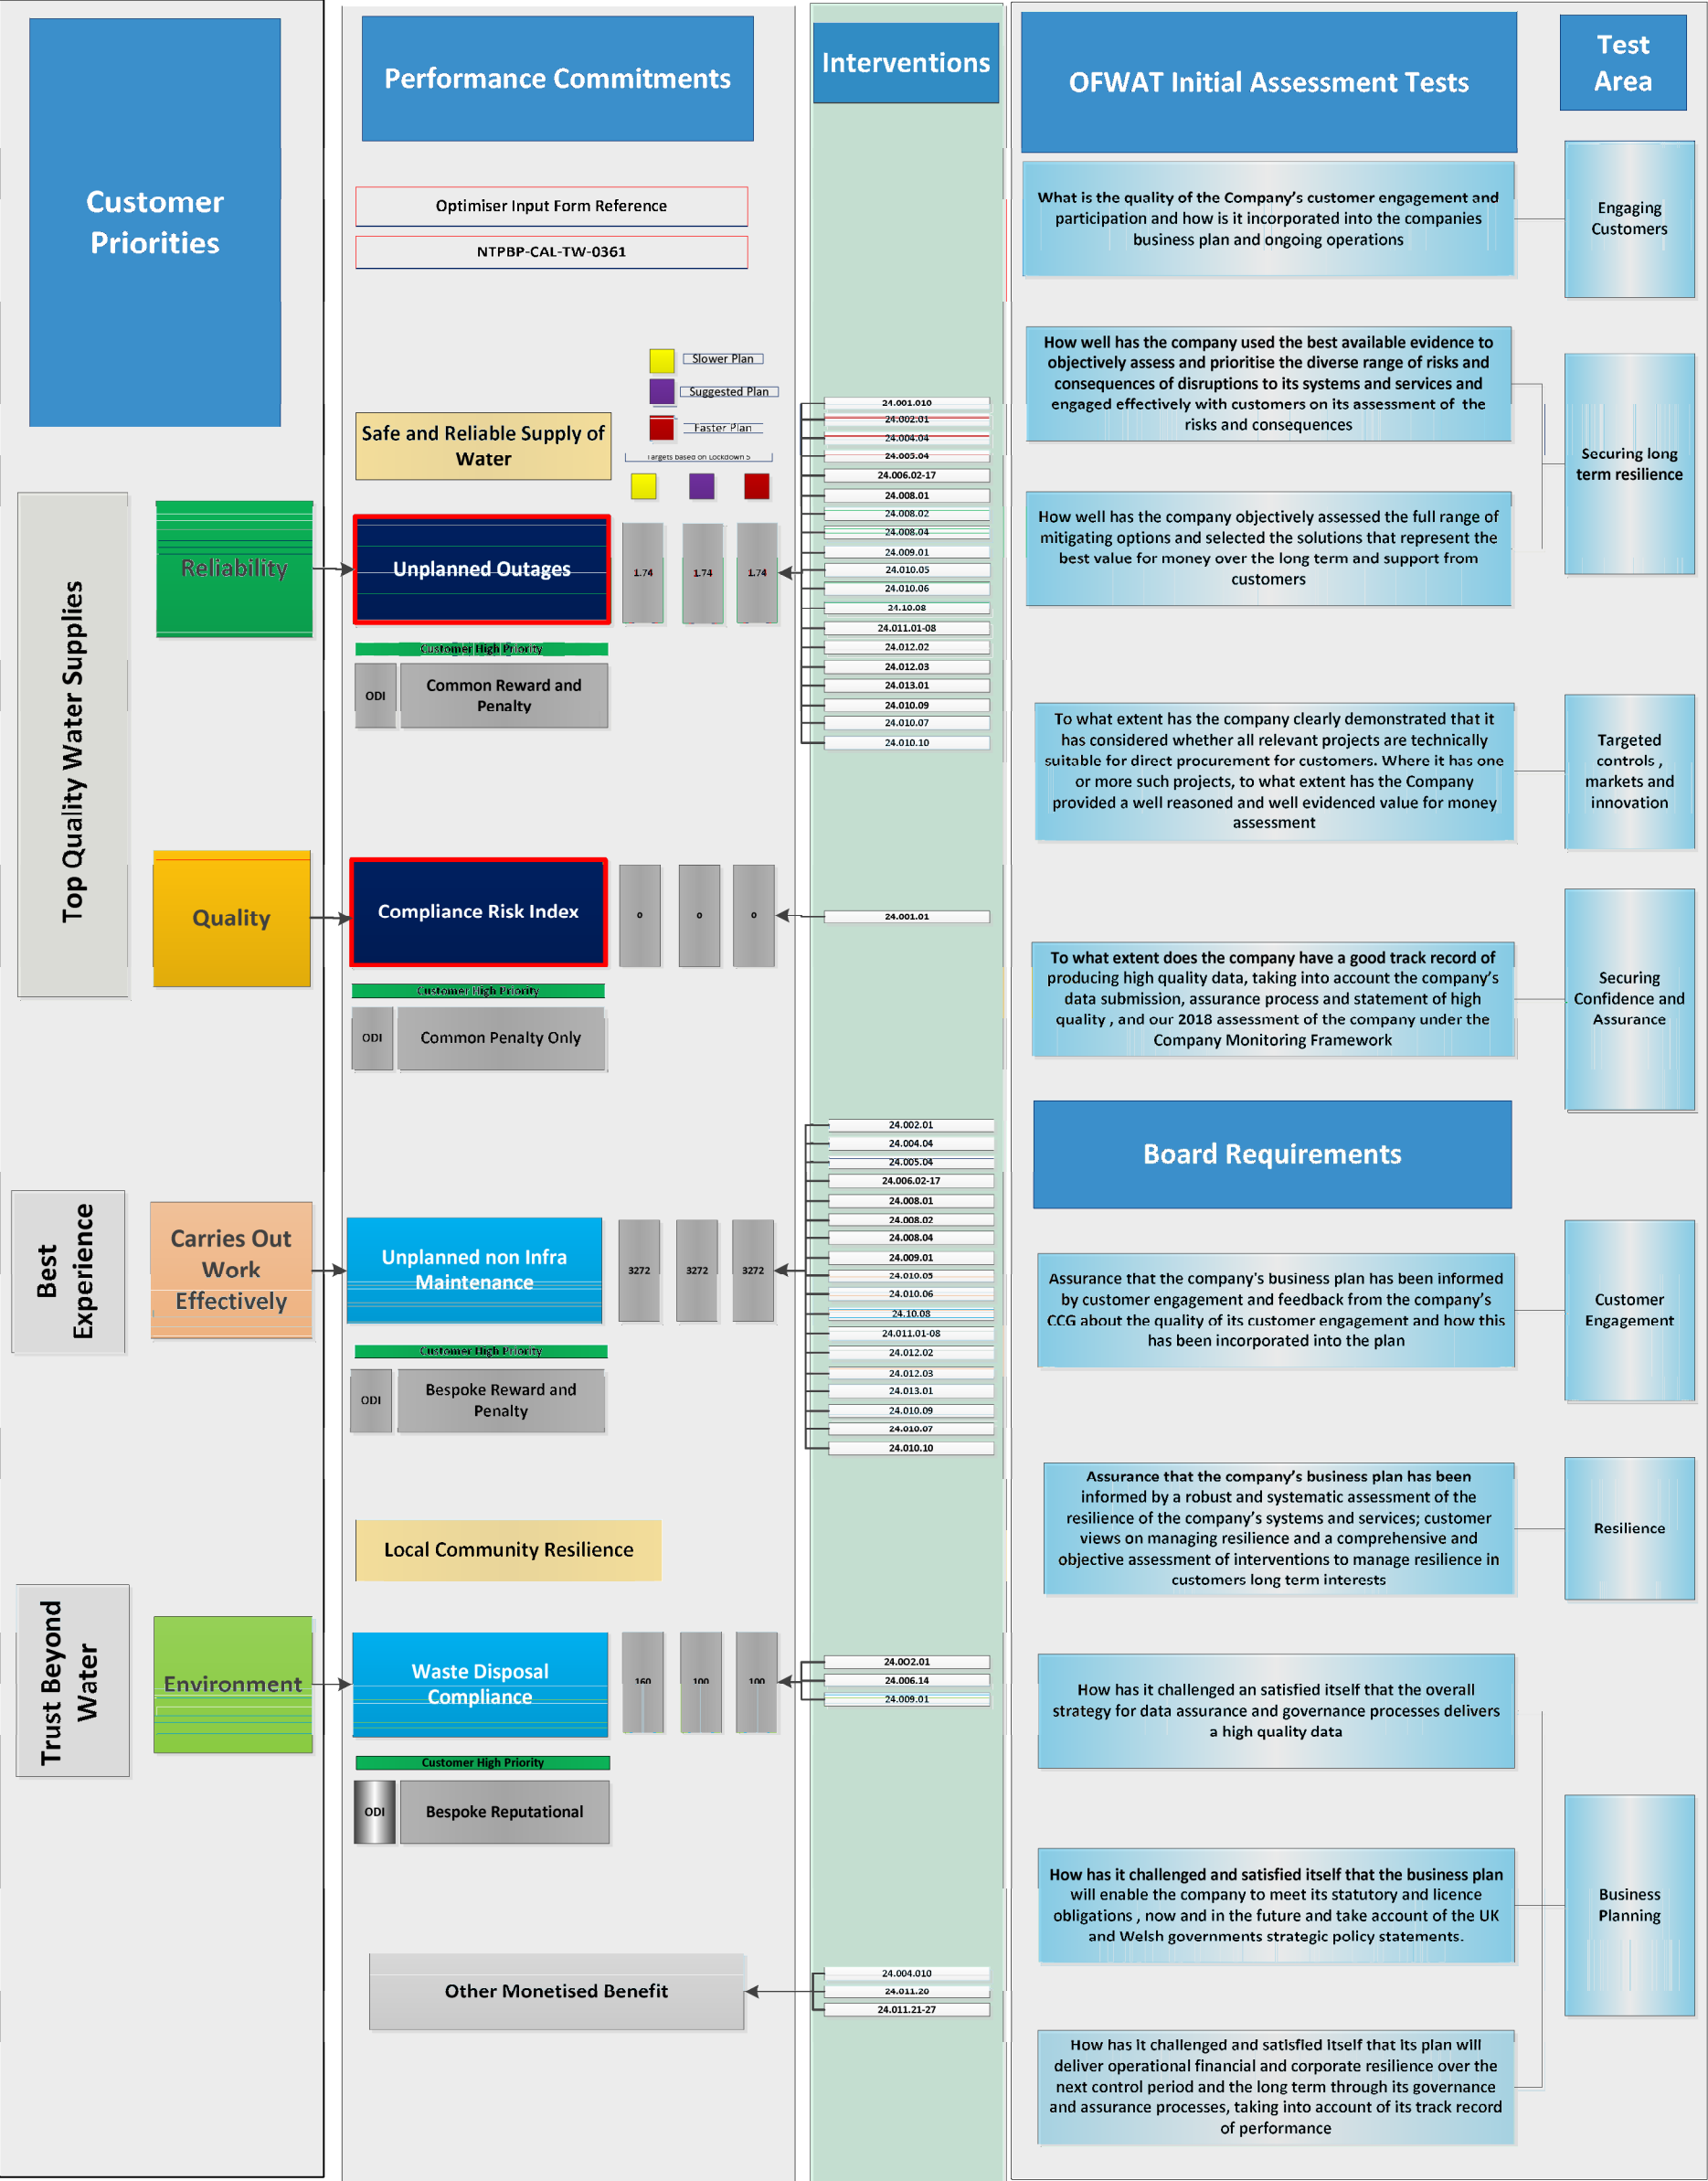 Customer
Priorities
Top Quality Water Supplies
Reliability
Quality
Best
Experience
Carries Out
Work
Effectively
Trust Beyond
Water
Environment
Performance Commitments
Optimiser Input Form Reference
NTPBP-CAL-TW-0361
Slower Plan
Suggested Plan
Faster Plan
Targets based on Lockdown 5
Safe and Reliable Supply of
Water
Unplanned Outages
1.74
1.74
1.74
Customer High Priority
ODI
Common Reward and
Penalty
Compliance Risk Index
0
0
0
Customer High Priority
ODI
Common Penalty Only
Unplanned non Infra
Maintenance
3272
3272
3272
Customer High Priority
ODI
Bespoke Reward and
Penalty
Local Community Resilience
Waste Disposal
Compliance
160
100
100
Customer High Priority
ODI
Bespoke Reputational
Other Monetised Benefit
Interventions
24.001.010
24.002.01
24.004.04
24.005.04
24.006.02-17
24.008.01
24.008.02
24.008.04
24.009.01
24.010.05
24.010.06
24.10.08
24.011.01-08
24.012.02
24.012.03
24.013.01
24.010.09
24.010.07
24.010.10
24.001.01
24.002.01
24.004.04
24.005.04
24.006.02-17
24.008.01
24.008.02
24.008.04
24.009.01
24.010.05
24.010.06
24.10.08
24.011.01-08
24.012.02
24.012.03
24.013.01
24.010.09
24.010.07
24.010.10
24.002.01
24.006.14
24.009.01
24.004.010
24.011.20
24.011.21-27
OFWAT Initial Assessment Tests
Test
Area
What is the quality of the Company’s customer engagement and
participation and how is it incorporated into the companies
business plan and ongoing operations
Engaging
Customers
How well has the company used the best available evidence to
objectively assess and prioritise the diverse range of risks and
consequences of disruptions to its systems and services and
engaged effectively with customers on its assessment of the
risks and consequences
Securing long
term resilience
How well has the company objectively assessed the full range of
mitigating options and selected the solutions that represent the
best value for money over the long term and support from
customers
To what extent has the company clearly demonstrated that it
has considered whether all relevant projects are technically
suitable for direct procurement for customers. Where it has one
or more such projects, to what extent has the Company
provided a well reasoned and well evidenced value for money
assessment
Targeted
controls ,
markets and
innovation
To what extent does the company have a good track record of
producing high quality data, taking into account the company’s
data submission, assurance process and statement of high
quality , and our 2018 assessment of the company under the
Company Monitoring Framework
Securing
Confidence and
Assurance
Board Requirements
Assurance that the company's business plan has been informed
by customer engagement and feedback from the company’s
CCG about the quality of its customer engagement and how this
has been incorporated into the plan
Customer
Engagement
Assurance that the company’s business plan has been
informed by a robust and systematic assessment of the
resilience of the company’s systems and services; customer
views on managing resilience and a comprehensive and
objective assessment of interventions to manage resilience in
customers long term interests
Resilience
How has it challenged an satisfied itself that the overall
strategy for data assurance and governance processes delivers
a high quality data
How has it challenged and satisfied itself that the business plan
will enable the company to meet its statutory and licence
obligations , now and in the future and take account of the UK
and Welsh governments strategic policy statements.
Business
Planning
How has it challenged and satisfied itself that its plan will
deliver operational financial and corporate resilience over the
next control period and the long term through its governance
and assurance processes, taking into account of its track record
of performance